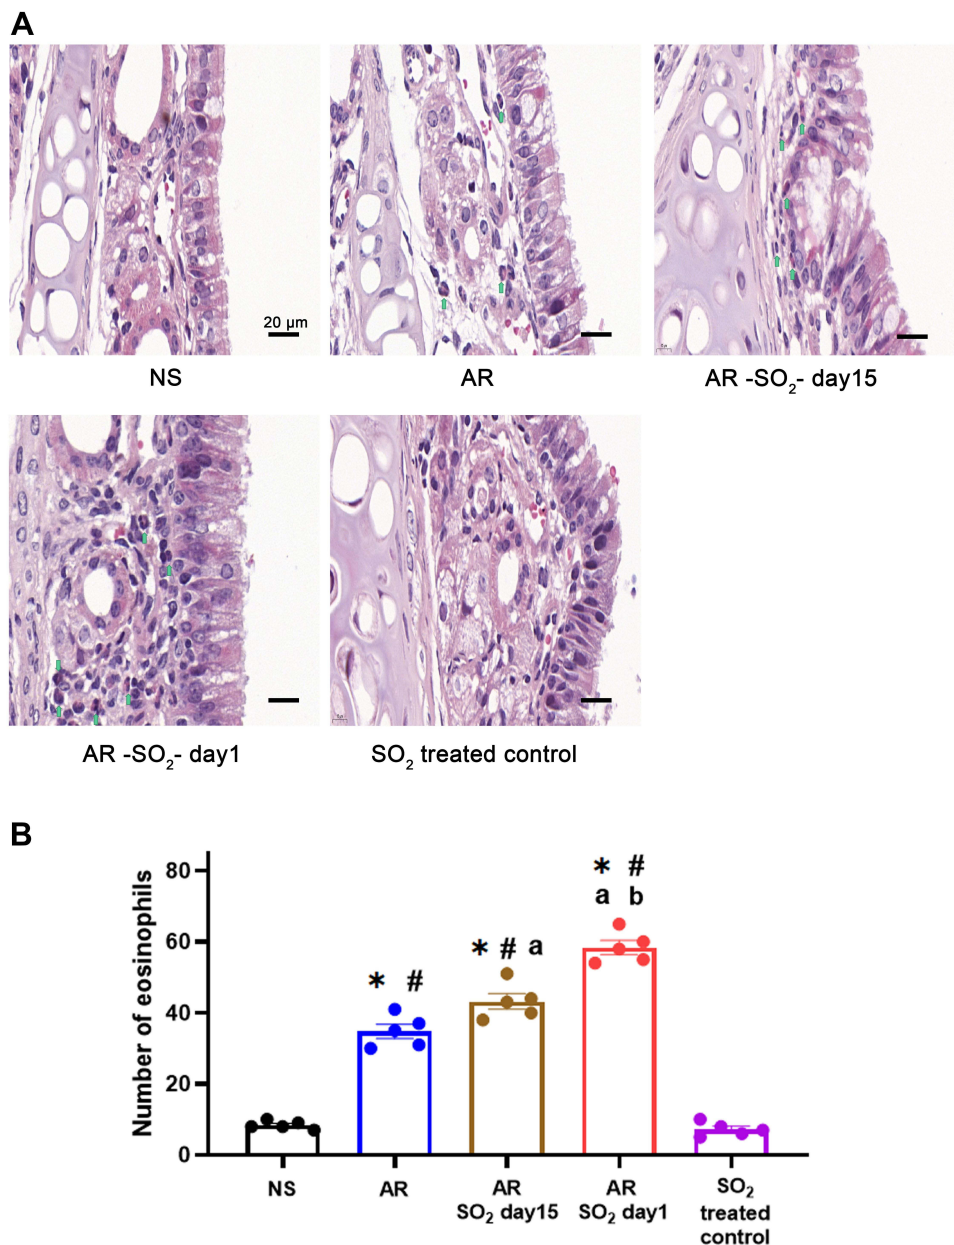 A
20 µm
NS
AR
AR -SO₂- day15
AR -SO₂- day1
SO₂ treated control
B
Number of eosinophils
80
60
40
20
0
* #
* # a
* #
a b
NS
AR
AR
SO₂ day15
AR
SO₂ day1
SO₂
treated
control